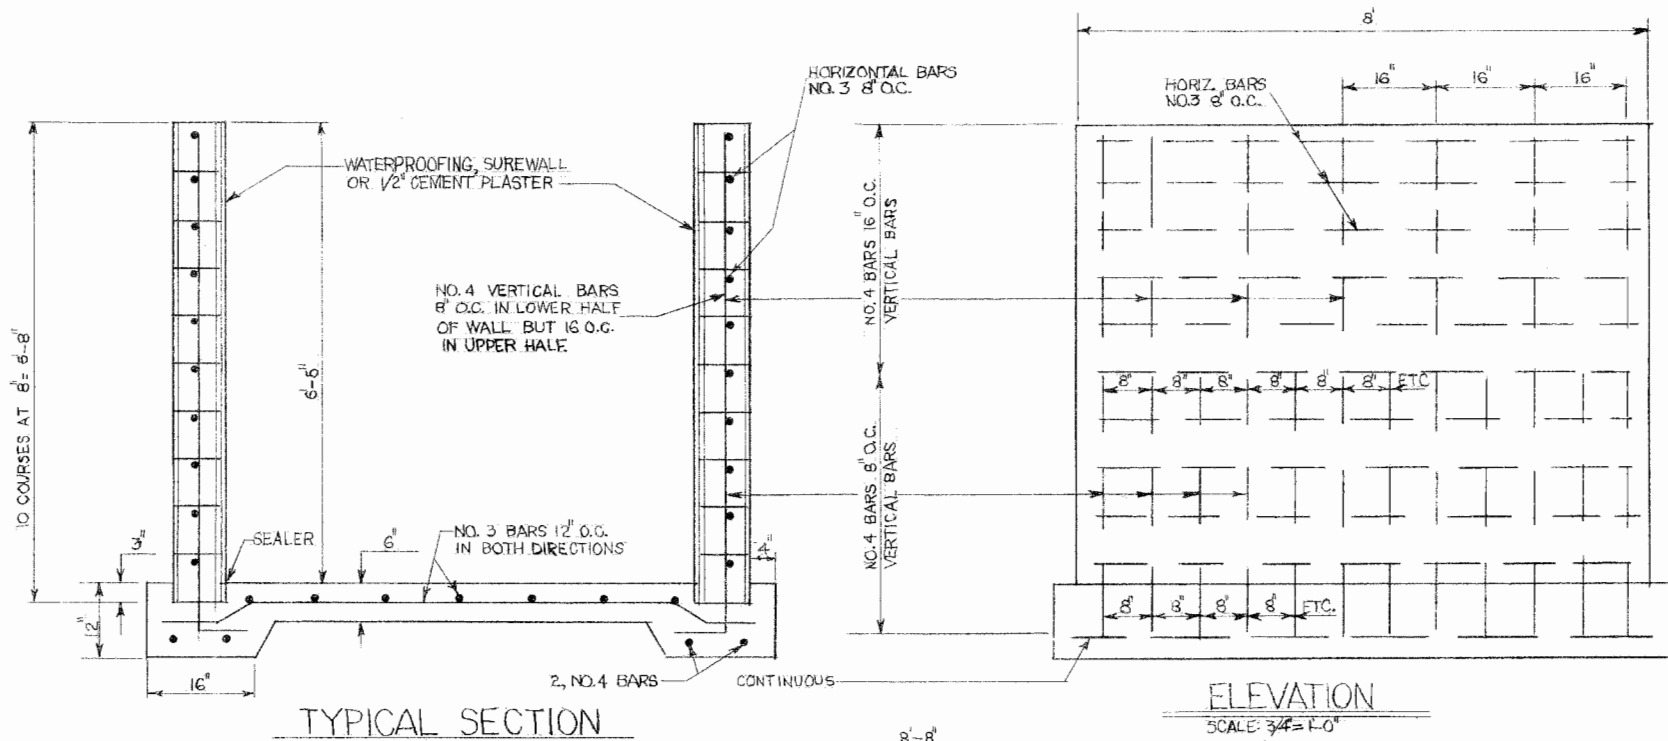 8'
HORIZONTAL BARS
NO. 3 8" O.C.
HORIZ. BARS
NO.3 8" O.C.
16"
16"
16"
WATERPROOFING, SUREWALL
OR 1/2" CEMENT PLASTER
NO. 4 BARS 16" O.C.
VERTICAL BARS
NO. 4 VERTICAL BARS
8" O.C. IN LOWER HALF
OF WALL BUT 16 O.C.
IN UPPER HALF.
10 COURSES AT 8" = 6'-8"
6'-5"
8"
8"
8"
8"
8"
8"
ETC
NO. 4 BARS 8" O.C.
VERTICAL BARS
3"
SEALER
6"
NO. 3 BARS 12" O.C.
IN BOTH DIRECTIONS
4"
12"
8"
8"
8"
8"
ETC.
16"
2, NO.4 BARS
CONTINUOUS
TYPICAL SECTION
ELEVATION
SCALE: 3/4"=1'-0"
8'-8"